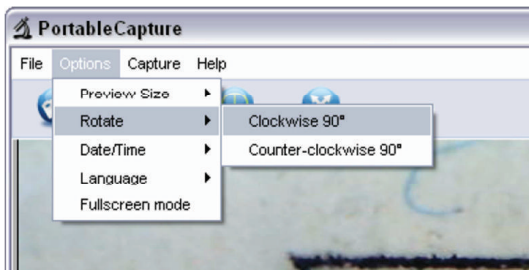 PortableCapture
File Options Capture Help
Preview Size
Rotate
Clockwise 90°
Date/Time
Counter-clockwise 90°
Language
Fullscreen mode